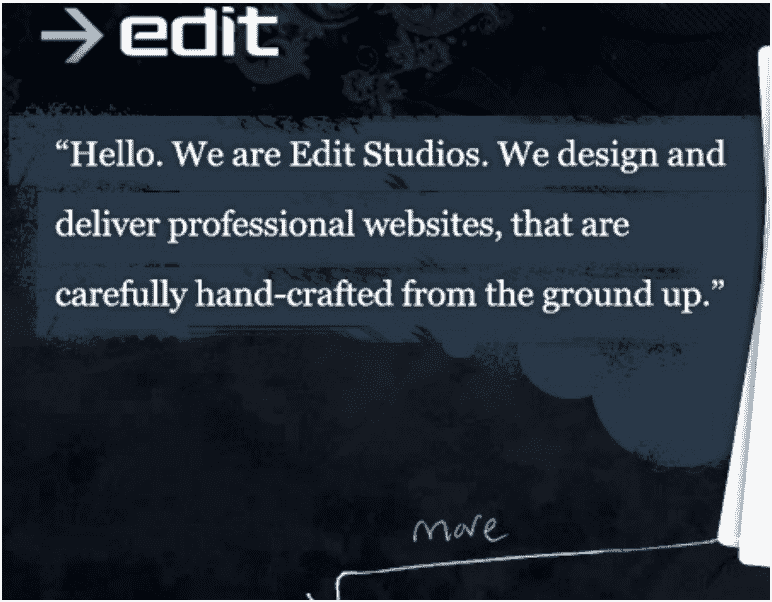 edit
“Hello. We are Edit Studios. We design and
deliver professional websites, that are
carefully hand-crafted from the ground up.”
more